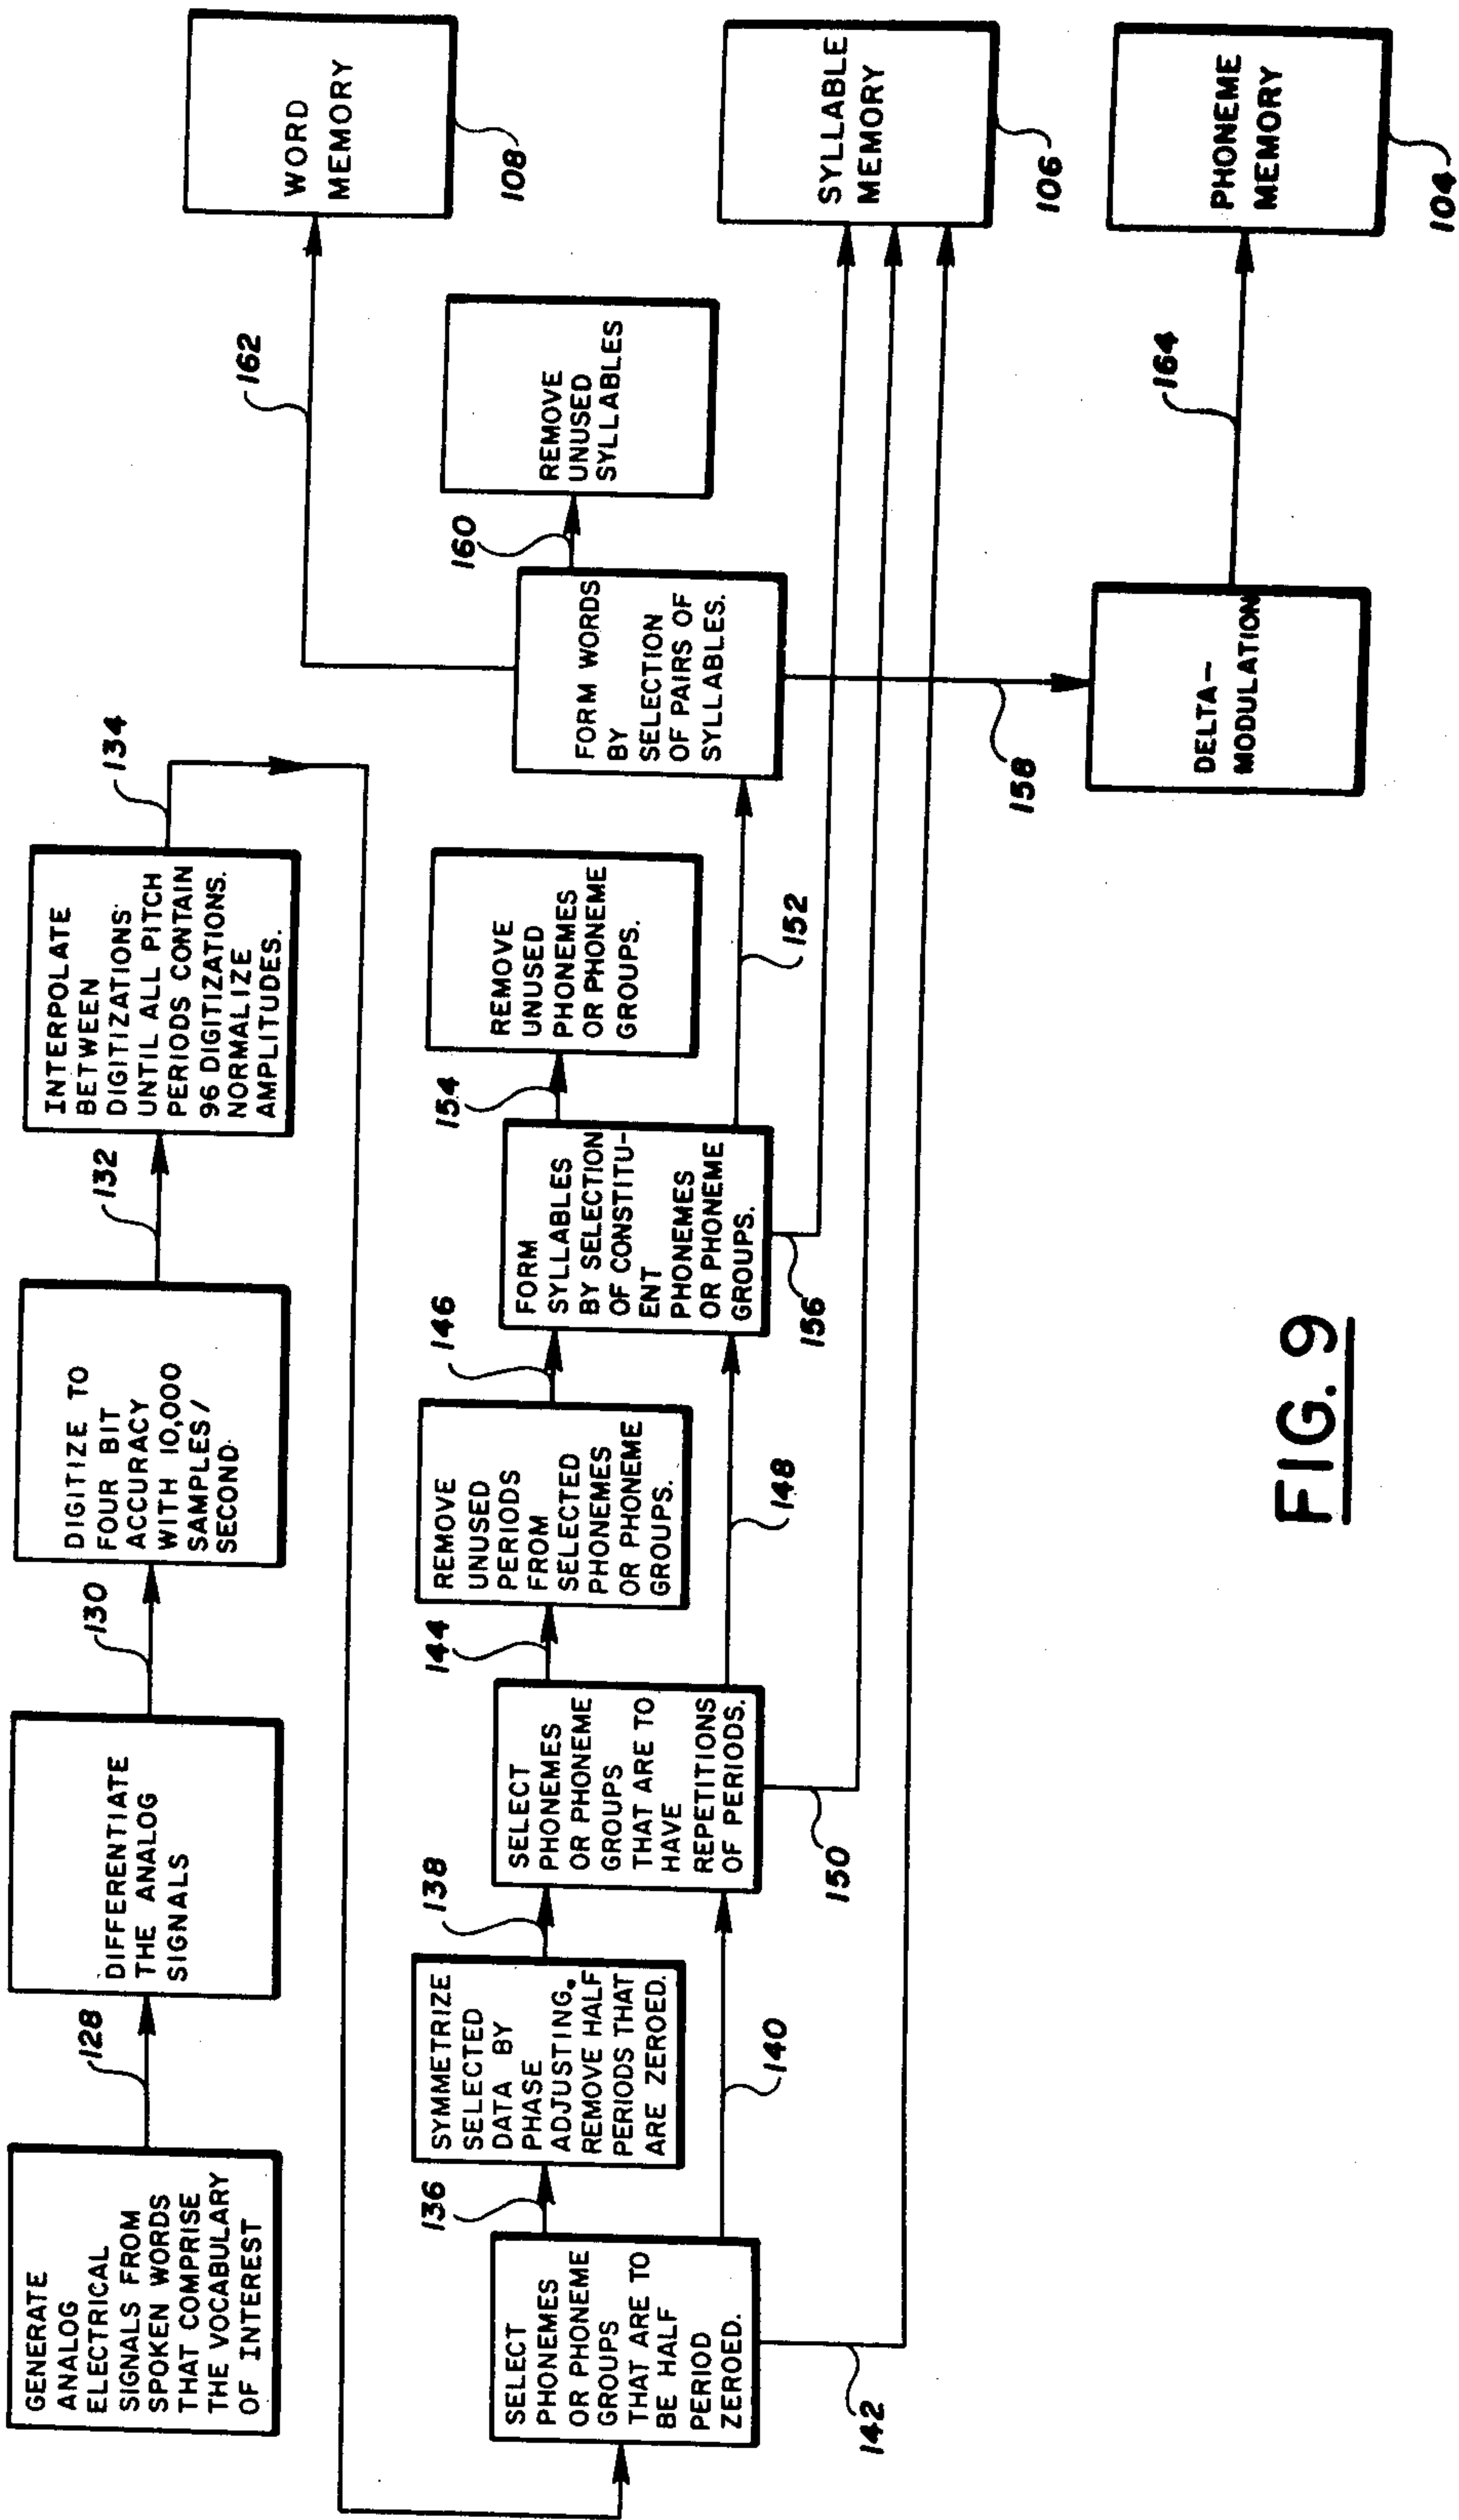 GENERATE
ANALOG
ELECTRICAL
SIGNALS FROM
SPOKEN WORDS
THAT COMPRISE
THE VOCABULARY
OF INTEREST
128
DIFFERENTIATE
THE ANALOG
SIGNALS
130
DIGITIZE TO
FOUR BIT
ACCURACY
WITH 10,000
SAMPLES/
SECOND.
132
INTERPOLATE
BETWEEN
DIGITIZATIONS
UNTIL ALL PITCH
PERIODS CONTAIN
96 DIGITIZATIONS.
NORMALIZE
AMPLITUDES.
134
SELECT
PHONEMES
OR PHONEME
GROUPS
THAT ARE TO
BE HALF
PERIOD
ZEROED.
136
SYMMETRIZE
SELECTED
DATA BY
PHASE
ADJUSTING.
REMOVE HALF
PERIODS THAT
ARE ZEROED.
138
140
142
SELECT
PHONEMES
OR PHONEME
GROUPS
THAT ARE TO
HAVE
REPETITIONS
OF PERIODS.
144
REMOVE
UNUSED
PERIODS
FROM
SELECTED
PHONEMES
OR PHONEME
GROUPS.
146
148
150
FORM
SYLLABLES
BY SELECTION
OF CONSTITU-
ENT
PHONEMES
OR PHONEME
GROUPS.
154
REMOVE
UNUSED
PHONEMES
OR PHONEME
GROUPS.
152
156
FORM WORDS
BY
SELECTION
OF PAIRS OF
SYLLABLES.
160
REMOVE
UNUSED
SYLLABLES
162
WORD
MEMORY
108
SYLLABLE
MEMORY
106
158
DELTA-
MODULATION
164
PHONEME
MEMORY
104
FIG. 9